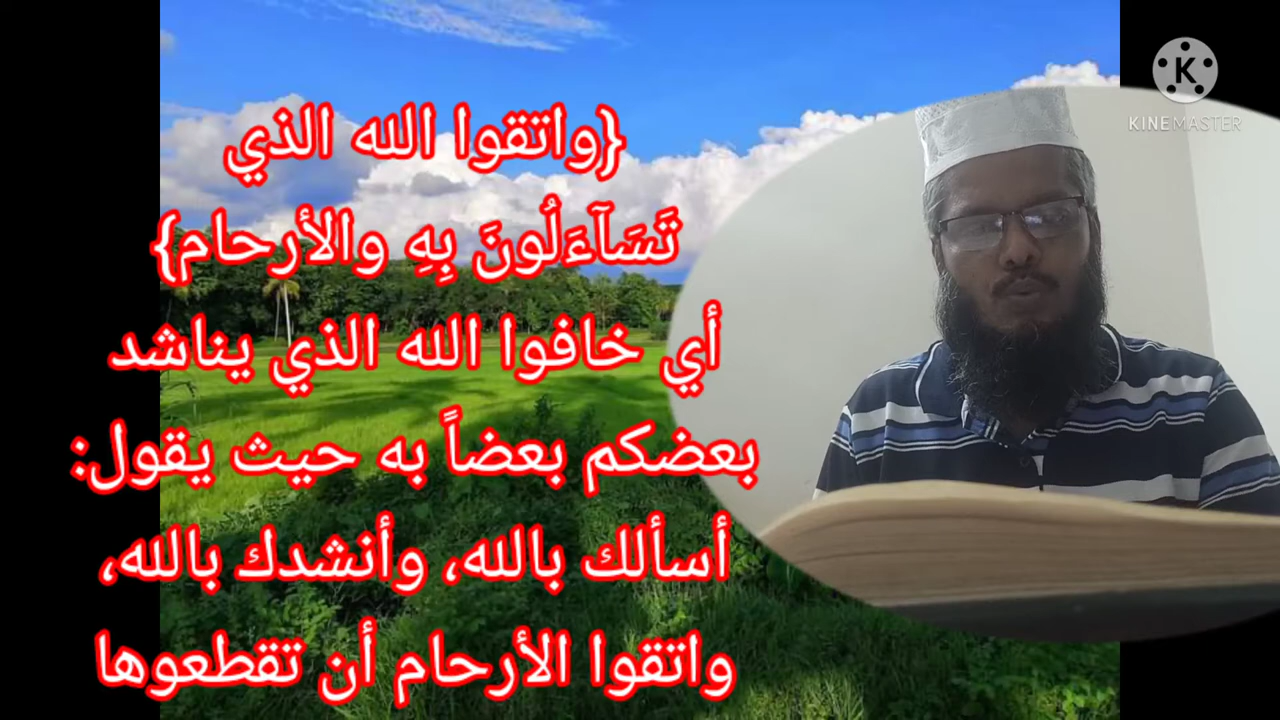 {واتقوا الله الذي
تَسَآءَلُونَ بِهِ والأرحام}
أي خافوا الله الذي يناشد
بعضكم بعضاً به حيث يقول:
أسألك بالله، وأنشدك بالله،
واتقوا الأرحام أن تقطعوها
K
KINEMASTER